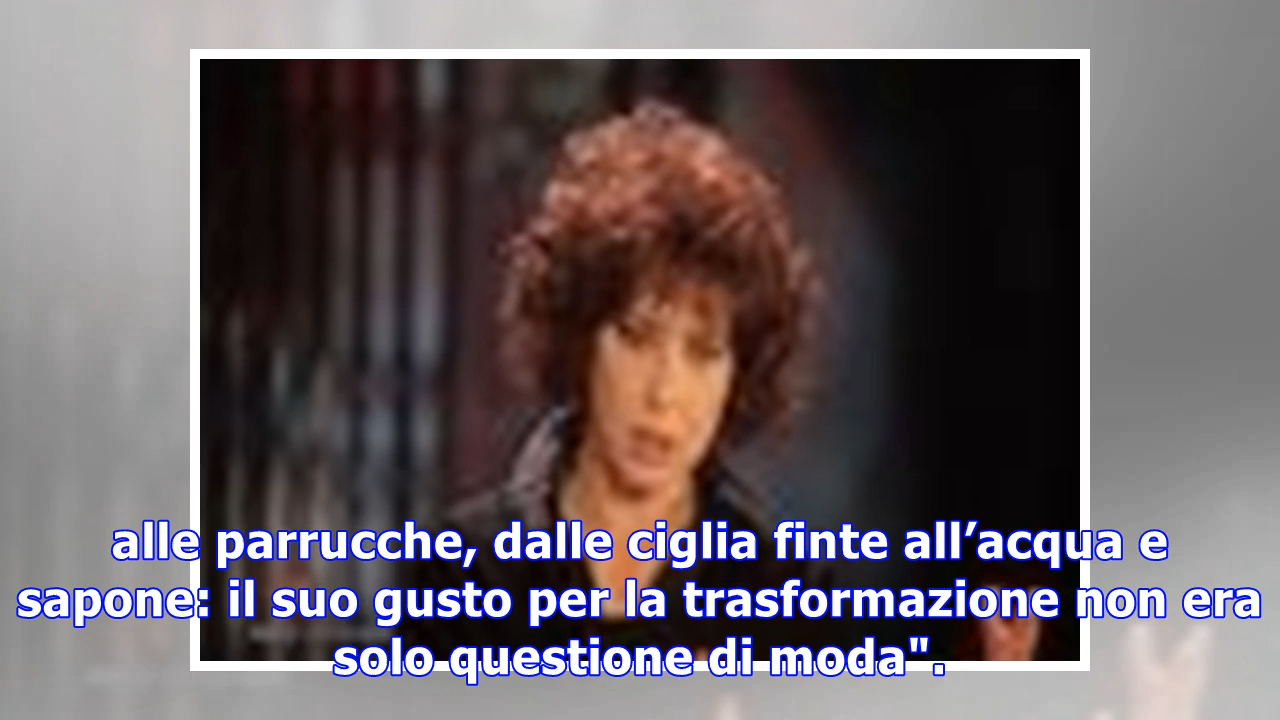 alle parrucche, dalle ciglia finte all’acqua e
sapone: il suo gusto per la trasformazione non era
solo questione di moda".